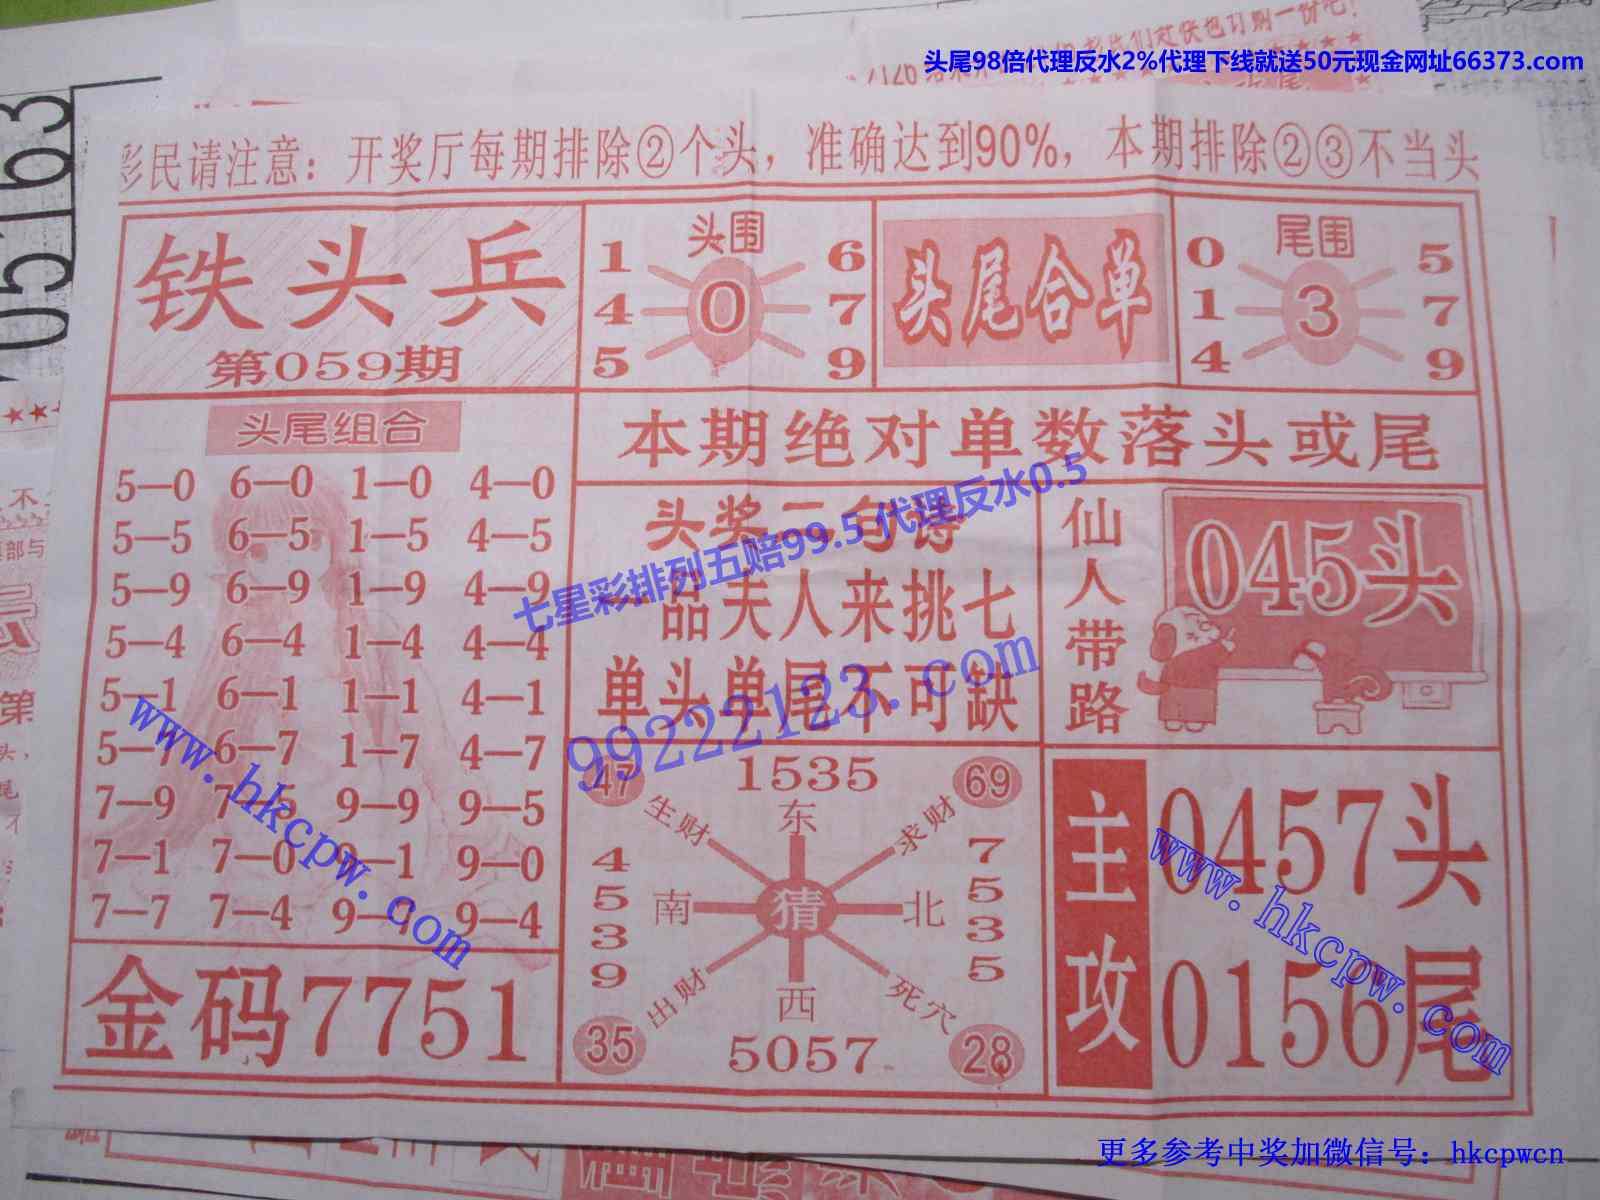 头尾98倍代理反水2%代理下线就送50元现金网址66373.com
05163
彩民请注意：开奖厅每期排除②个头，准确达到90%，本期排除②③不当头
铁头兵
第059期
头围
1 6
4 0 7
5 9
头尾合单
尾围
0 5
1 3 7
4 9
本期绝对单数落头或尾
头尾组合
5—0 6—0 1—0 4—0
5—5 6—5 1—5 4—5
5—9 6—9 1—9 4—9
5—4 6—4 1—4 4—4
5—1 6—1 1—1 4—1
5—7 6—7 1—7 4—7
7—9 7—5 9—9 9—5
7—1 7—0 9—1 9—0
7—7 7—4 9—7 9—4
金码7751
七星彩排列五赔99.5代理反水0.5
品夫人来挑七
单头单尾不可缺
99222123.com
仙人带路
045头
47 1535 69
生财 东 求财
4539 南 猜 北 7535
出财 西 死穴
35 5057 28
主攻
0457头
0156尾
www.hkcpw.com
www.hkcpw.com
更多参考中奖加微信号：hkcpwcn